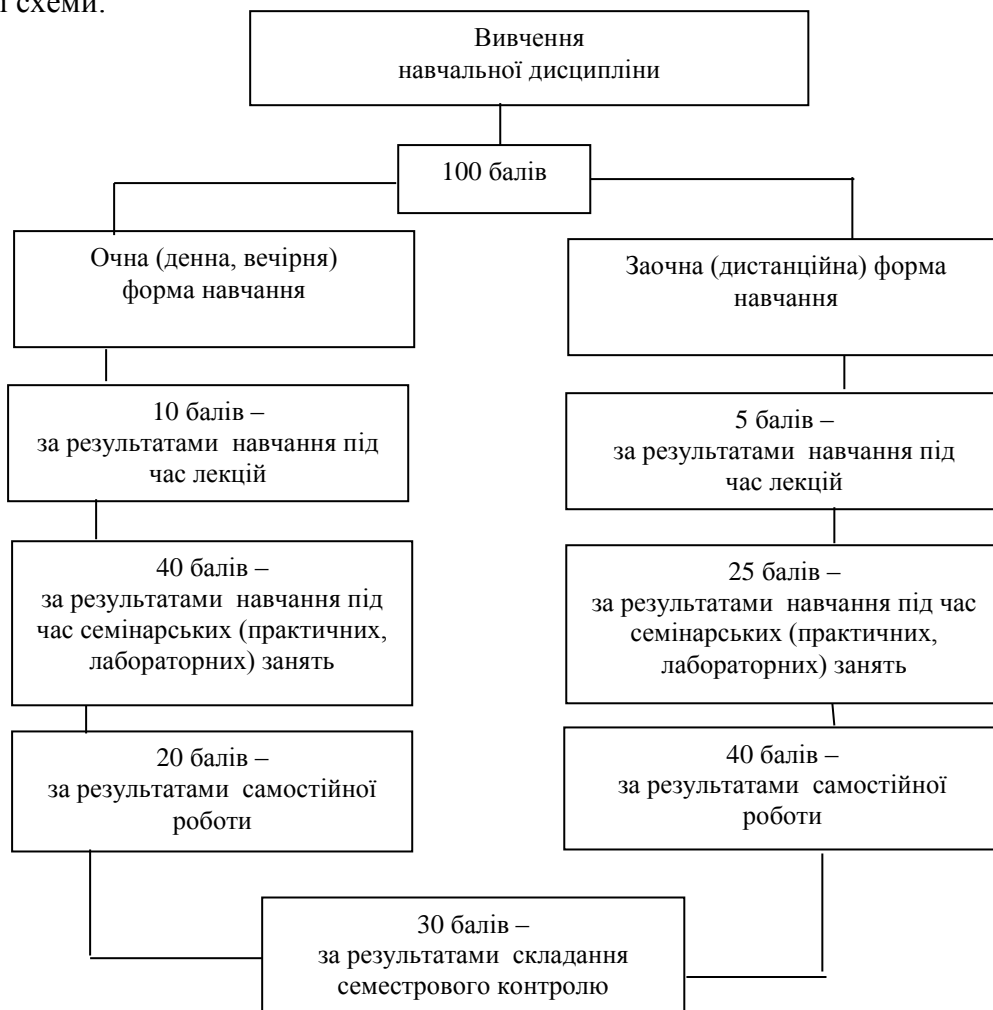 і схеми.
Вивчення
навчальної дисципліни
100 балів
Очна (денна, вечірня)
форма навчання
Заочна (дистанційна) форма
навчання
10 балів –
за результатами навчання під
час лекцій
5 балів –
за результатами навчання під
час лекцій
40 балів –
за результатами навчання під
час семінарських (практичних,
лабораторних) занять
25 балів –
за результатами навчання під час
семінарських (практичних,
лабораторних) занять
20 балів –
за результатами самостійної
роботи
40 балів –
за результатами самостійної
роботи
30 балів –
за результатами складання
семестрового контролю